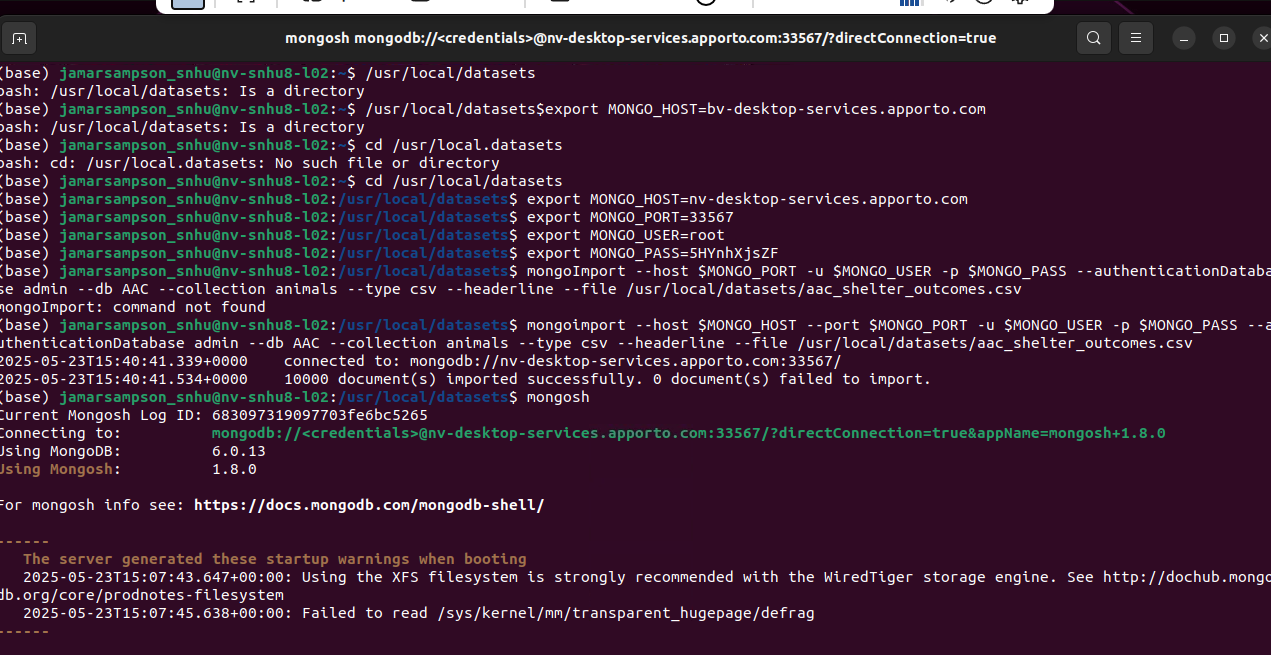 mongosh mongodb://<credentials>@nv-desktop-services.apporto.com:33567/?directConnection=true
(base) jamarsampson_snhu@nv-snhu8-l02:~$ /usr/local/datasets
bash: /usr/local/datasets: Is a directory
(base) jamarsampson_snhu@nv-snhu8-l02:~$ /usr/local/datasets$export MONGO_HOST=bv-desktop-services.apporto.com
bash: /usr/local/datasets: Is a directory
(base) jamarsampson_snhu@nv-snhu8-l02:~$ cd /usr/local.datasets
bash: cd: /usr/local.datasets: No such file or directory
(base) jamarsampson_snhu@nv-snhu8-l02:~$ cd /usr/local/datasets
(base) jamarsampson_snhu@nv-snhu8-l02:/usr/local/datasets$ export MONGO_HOST=nv-desktop-services.apporto.com
(base) jamarsampson_snhu@nv-snhu8-l02:/usr/local/datasets$ export MONGO_PORT=33567
(base) jamarsampson_snhu@nv-snhu8-l02:/usr/local/datasets$ export MONGO_USER=root
(base) jamarsampson_snhu@nv-snhu8-l02:/usr/local/datasets$ export MONGO_PASS=5HYnhXjsZF
(base) jamarsampson_snhu@nv-snhu8-l02:/usr/local/datasets$ mongoImport --host $MONGO_PORT -u $MONGO_USER -p $MONGO_PASS --authenticationDataba
se admin --db AAC --collection animals --type csv --headerline --file /usr/local/datasets/aac_shelter_outcomes.csv
mongoImport: command not found
(base) jamarsampson_snhu@nv-snhu8-l02:/usr/local/datasets$ mongoimport --host $MONGO_HOST --port $MONGO_PORT -u $MONGO_USER -p $MONGO_PASS --a
uthenticationDatabase admin --db AAC --collection animals --type csv --headerline --file /usr/local/datasets/aac_shelter_outcomes.csv
2025-05-23T15:40:41.339+0000 connected to: mongodb://nv-desktop-services.apporto.com:33567/
2025-05-23T15:40:41.534+0000 10000 document(s) imported successfully. 0 document(s) failed to import.
(base) jamarsampson_snhu@nv-snhu8-l02:/usr/local/datasets$ mongosh
Current Mongosh Log ID: 683097319097703fe6bc5265
Connecting to: mongodb://<credentials>@nv-desktop-services.apporto.com:33567/?directConnection=true&appName=mongosh+1.8.0
Using MongoDB: 6.0.13
Using Mongosh: 1.8.0
For mongosh info see: https://docs.mongodb.com/mongodb-shell/
------
The server generated these startup warnings when booting
2025-05-23T15:07:43.647+00:00: Using the XFS filesystem is strongly recommended with the WiredTiger storage engine. See http://dochub.mongo
db.org/core/prodnotes-filesystem
2025-05-23T15:07:45.638+00:00: Failed to read /sys/kernel/mm/transparent_hugepage/defrag
------